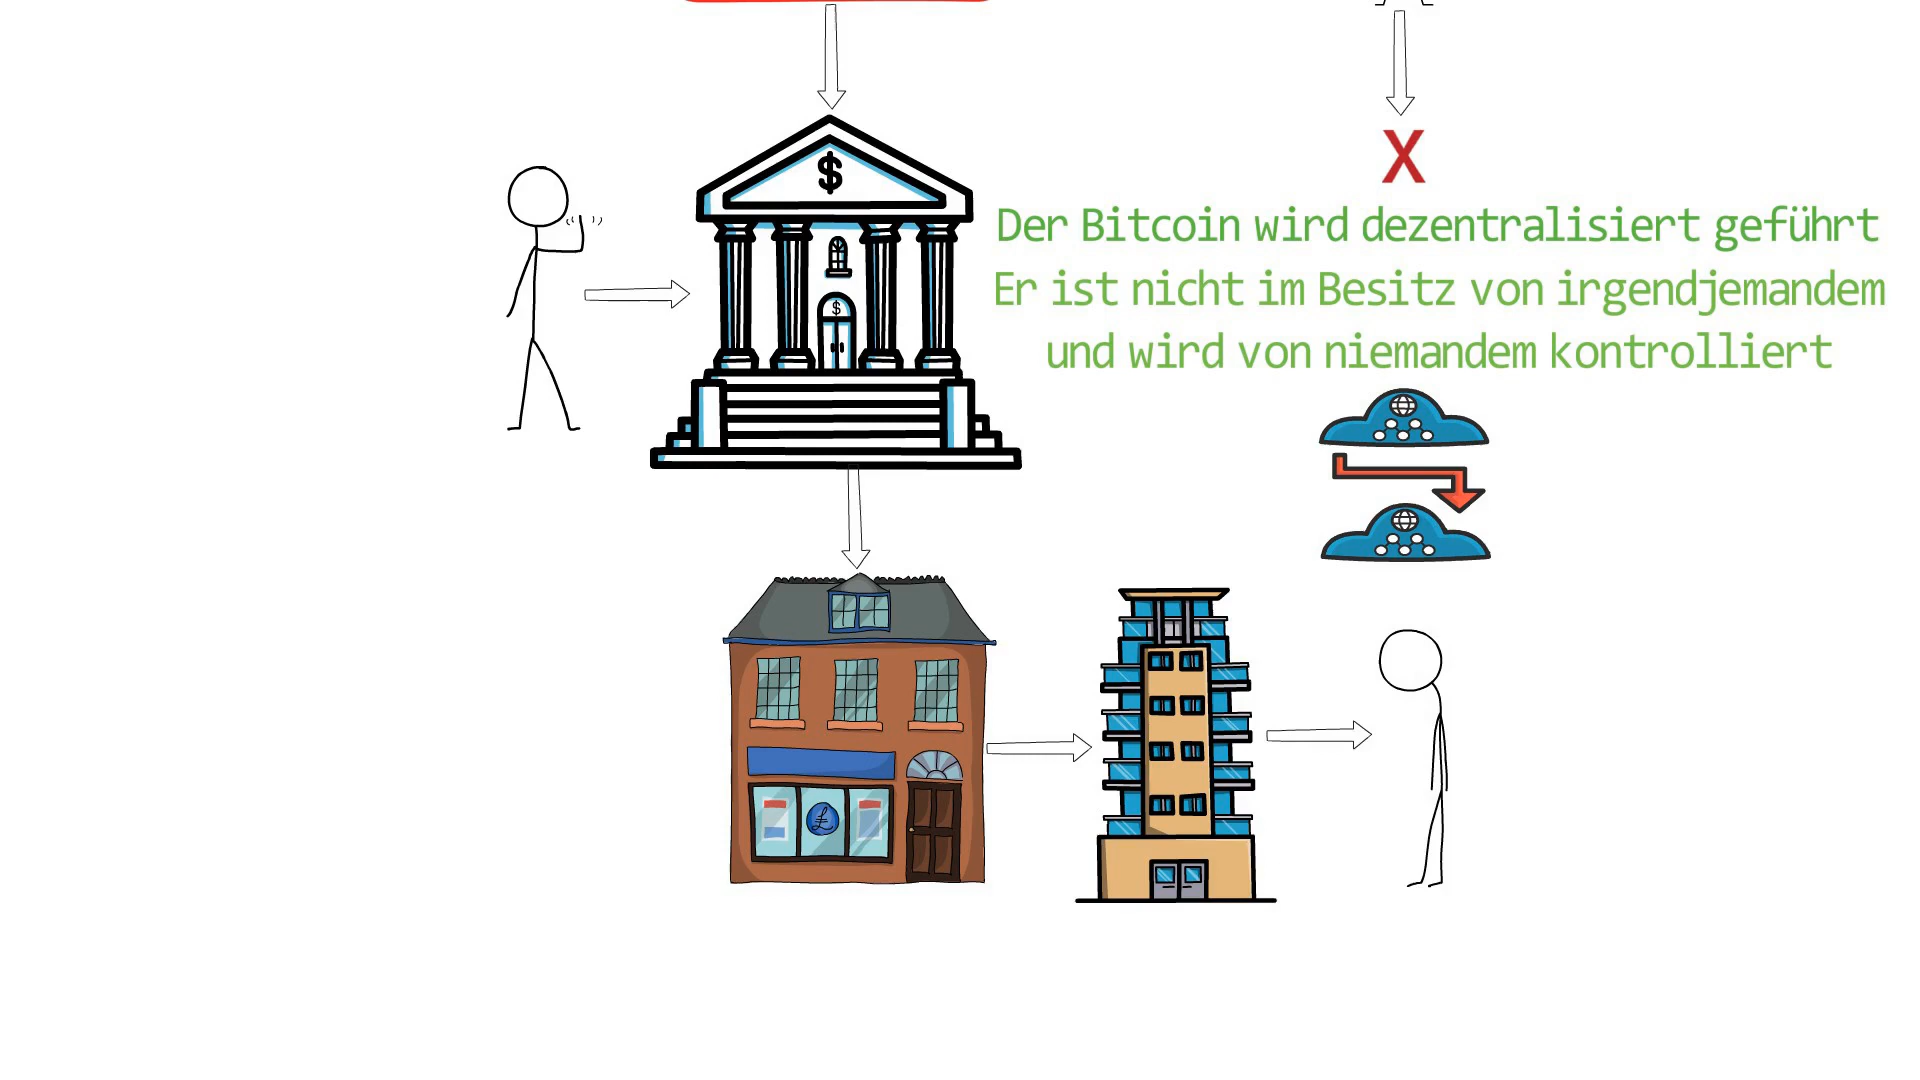 $
$
X
Der Bitcoin wird dezentralisiert geführt
Er ist nicht im Besitz von irgendjemandem
und wird von niemandem kontrolliert
£